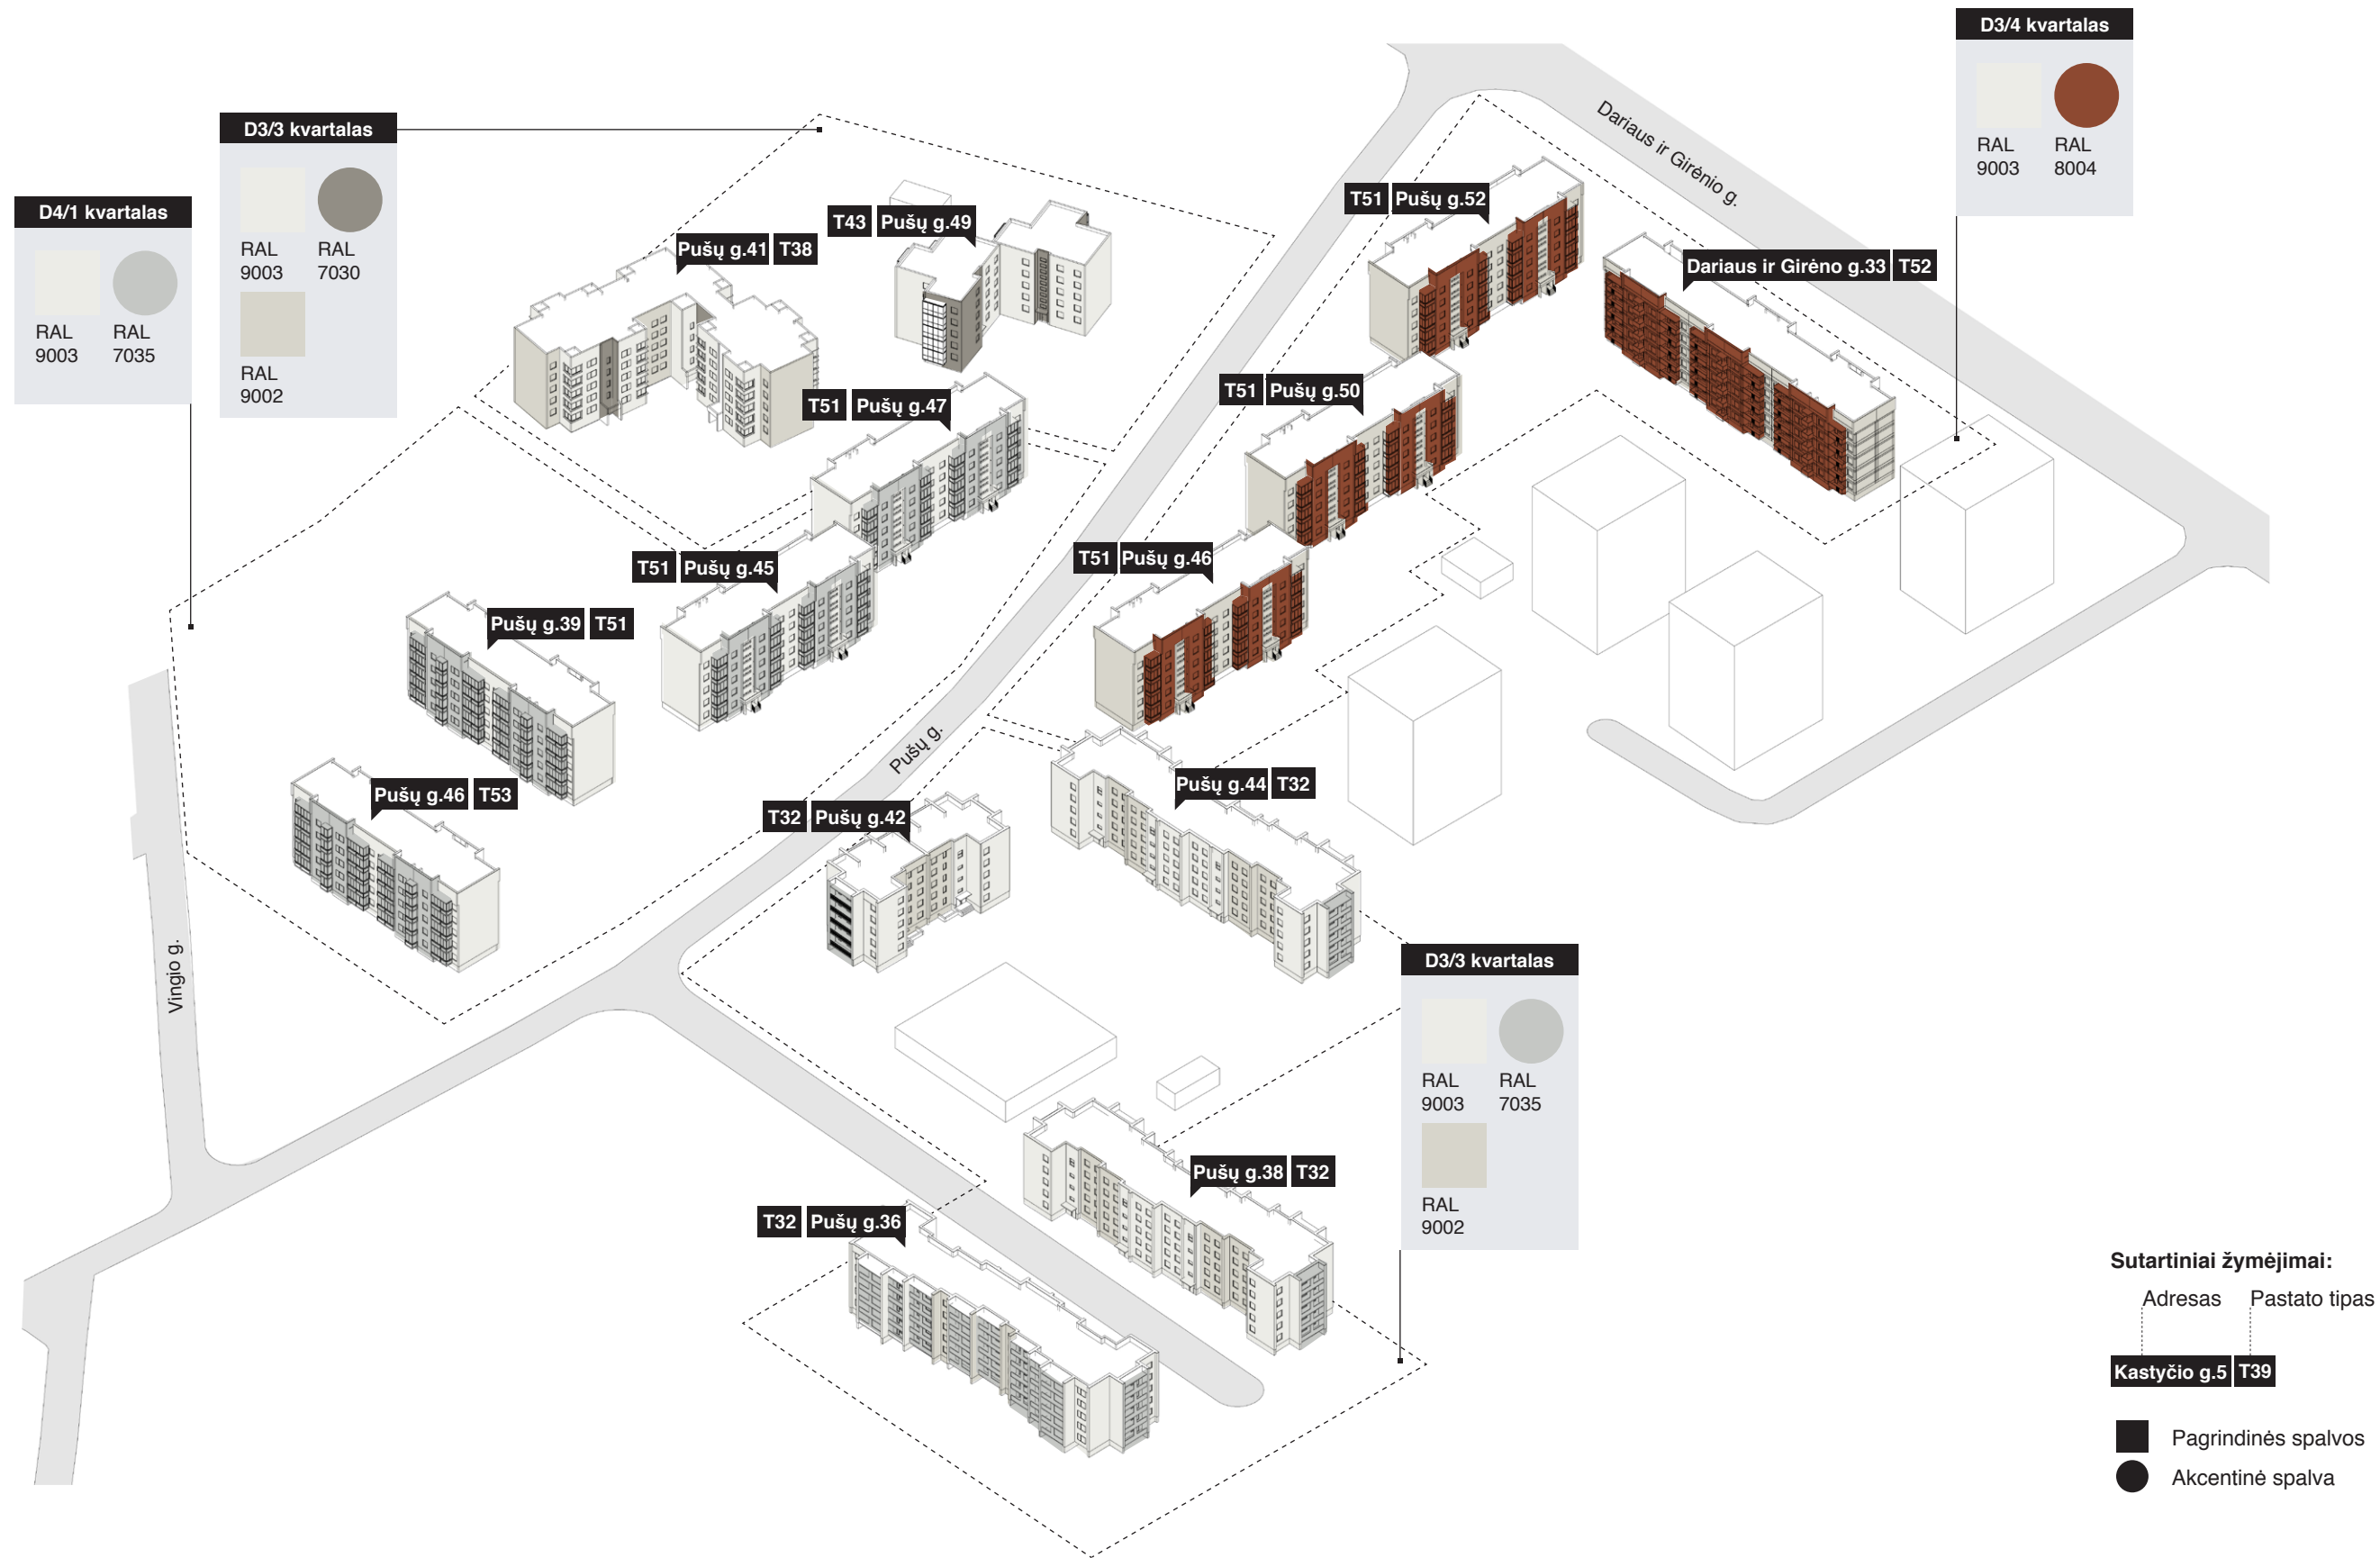 D3/4 kvartalas
RAL
9003
RAL
8004
D3/3 kvartalas
RAL
9003
RAL
7030
RAL
9002
D4/1 kvartalas
RAL
9003
RAL
7035
Dariaus ir Girėnio g.
T51 Pušų g.52
T43 Pušų g.49
Pušų g.41 T38
Dariaus ir Girėno g.33 T52
T51 Pušų g.50
T51 Pušų g.47
T51 Pušų g.46
T51 Pušų g.45
Pušų g.39 T51
Pušų g.
Pušų g.44 T32
Pušų g.46 T53
T32 Pušų g.42
Vingio g.
D3/3 kvartalas
RAL
9003
RAL
7035
RAL
9002
Pušų g.38 T32
T32 Pušų g.36
Sutartiniai žymėjimai:
Adresas Pastato tipas
Kastyčio g.5 T39
Pagrindinės spalvos
Akcentinė spalva